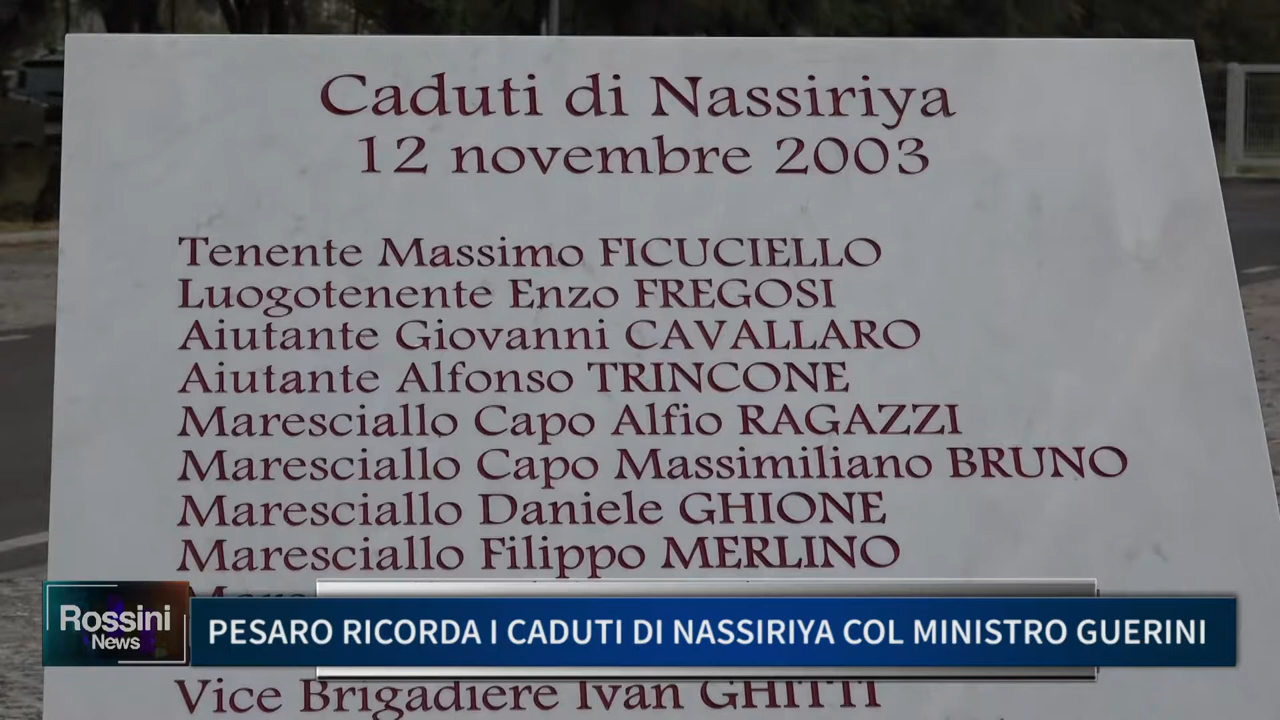 Caduti di Nassiriya
12 novembre 2003
Tenente Massimo FICUCIELLO
Luogotenente Enzo FREGOSI
Aiutante Giovanni CAVALLARO
Aiutante Alfonso TRINCONE
Maresciallo Capo Alfio RAGAZZI
Maresciallo Capo Massimiliano BRUNO
Maresciallo Daniele GHIONE
Maresciallo Filippo MERLINO
Rossini
News
PESARO RICORDA I CADUTI DI NASSIRIYA COL MINISTRO GUERINI
Vice Brigadiere Ivan GHITTI